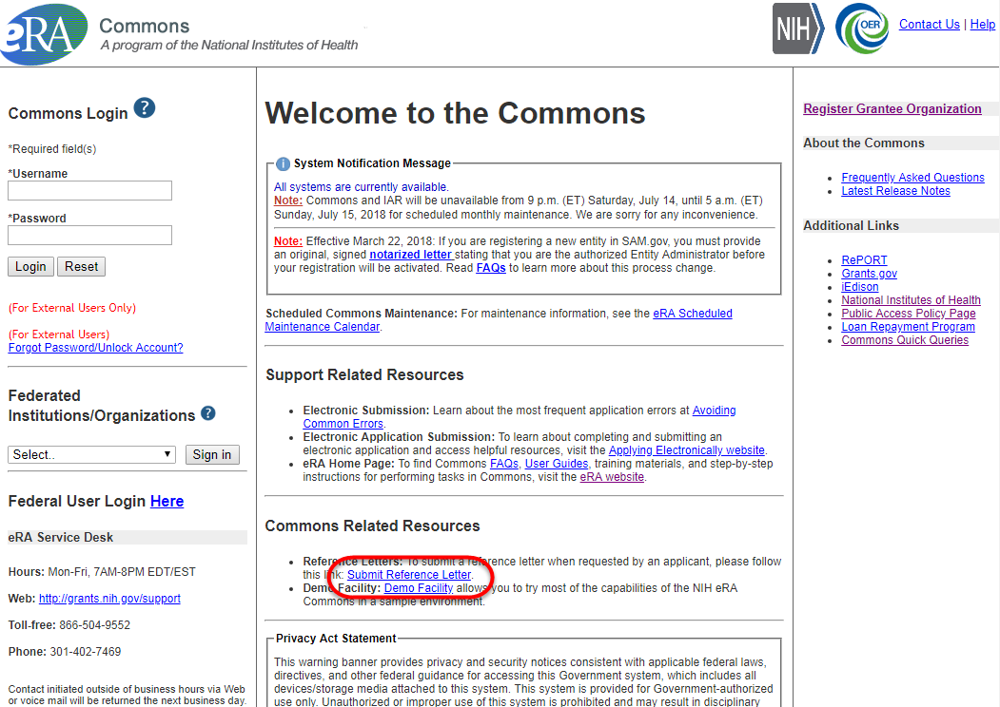 eRA
Commons
A program of the National Institutes of Health
NIH
OER
Contact Us | Help
Commons Login ?
*Required field(s)
*Username
*Password
Login Reset
(For External Users Only)
(For External Users)
Forgot Password/Unlock Account?
Federated
Institutions/Organizations ?
Select.. Sign in
Federal User Login Here
eRA Service Desk
Hours: Mon-Fri, 7AM-8PM EDT/EST
Web: http://grants.nih.gov/support
Toll-free: 866-504-9552
Phone: 301-402-7469
Contact initiated outside of business hours via Web
or voice mail will be returned the next business day.
Welcome to the Commons
i System Notification Message
All systems are currently available.
Note: Commons and IAR will be unavailable from 9 p.m. (ET) Saturday, July 14, until 5 a.m. (ET)
Sunday, July 15, 2018 for scheduled monthly maintenance. We are sorry for any inconvenience.
Note: Effective March 22, 2018: If you are registering a new entity in SAM.gov, you must provide
an original, signed notarized letter stating that you are the authorized Entity Administrator before
your registration will be activated. Read FAQs to learn more about this process change.
Scheduled Commons Maintenance: For maintenance information, see the eRA Scheduled
Maintenance Calendar.
Support Related Resources
• Electronic Submission: Learn about the most frequent application errors at Avoiding
Common Errors.
• Electronic Application Submission: To learn about completing and submitting an
electronic application and access helpful resources, visit the Applying Electronically website.
• eRA Home Page: To find Commons FAQs, User Guides, training materials, and step-by-step
instructions for performing tasks in Commons, visit the eRA website.
Commons Related Resources
• Reference Letters: To submit a reference letter when requested by an applicant, please follow
this link: Submit Reference Letter.
• Demo Facility: Demo Facility allows you to try most of the capabilities of the NIH eRA
Commons in a sample environment.
Privacy Act Statement
This warning banner provides privacy and security notices consistent with applicable federal laws,
directives, and other federal guidance for accessing this Government system, which includes all
devices/storage media attached to this system. This system is provided for Government-authorized
use only. Unauthorized or improper use of this system is prohibited and may result in disciplinary
Register Grantee Organization
About the Commons
• Frequently Asked Questions
• Latest Release Notes
Additional Links
• RePORT
• Grants.gov
• iEdison
• National Institutes of Health
• Public Access Policy Page
• Loan Repayment Program
• Commons Quick Queries